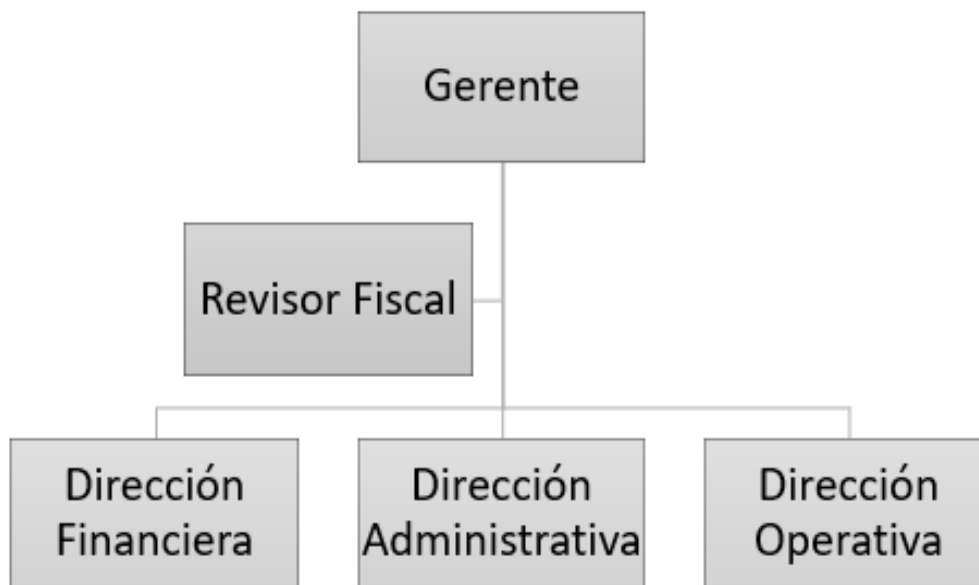 Gerente
Revisor Fiscal
Dirección
Financiera
Dirección
Administrativa
Dirección
Operativa